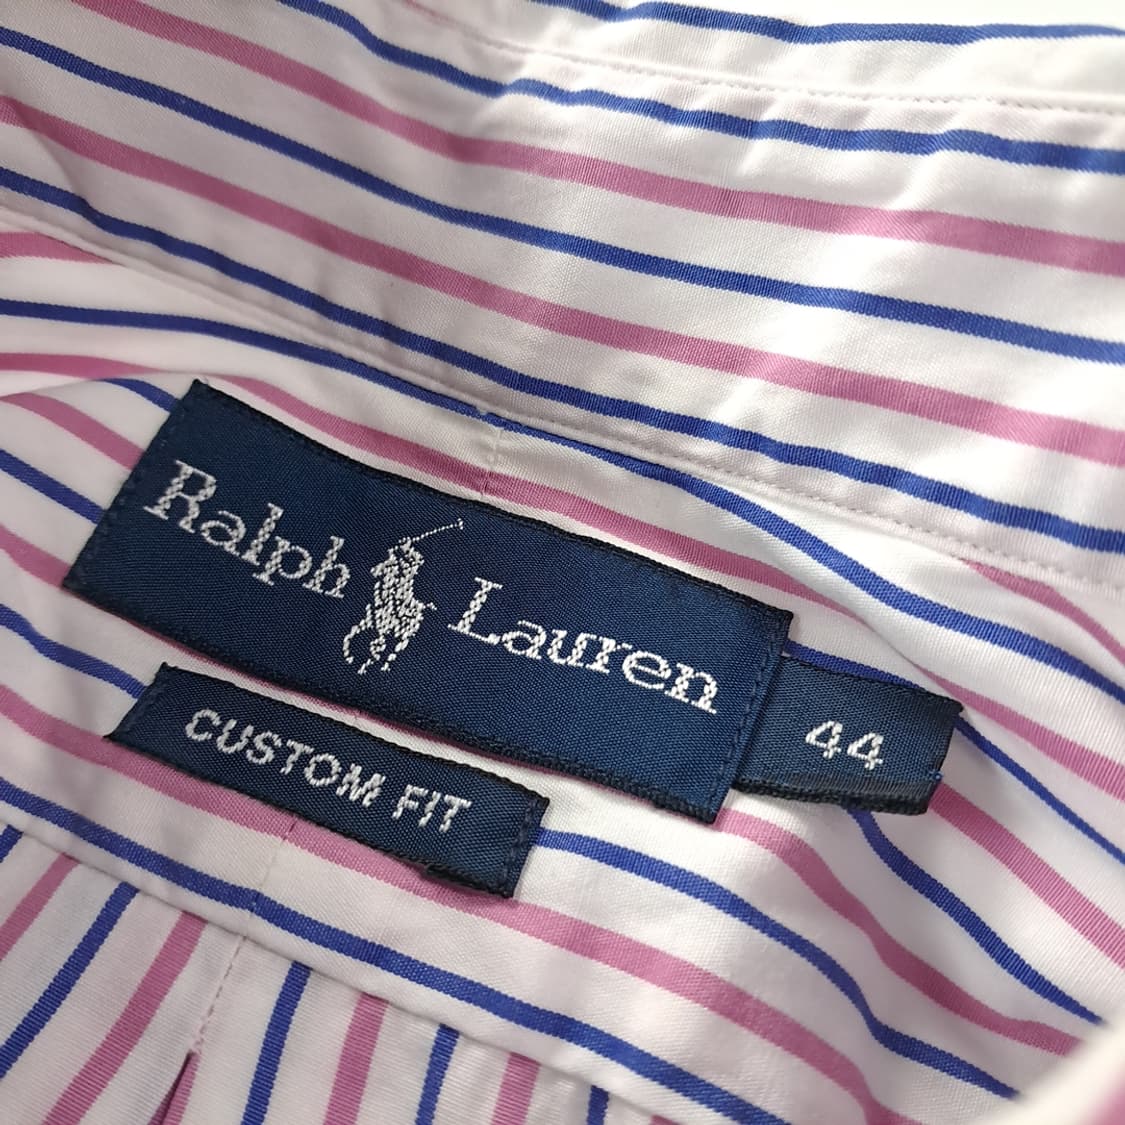 Ralph Lauren
44
CUSTOM FIT